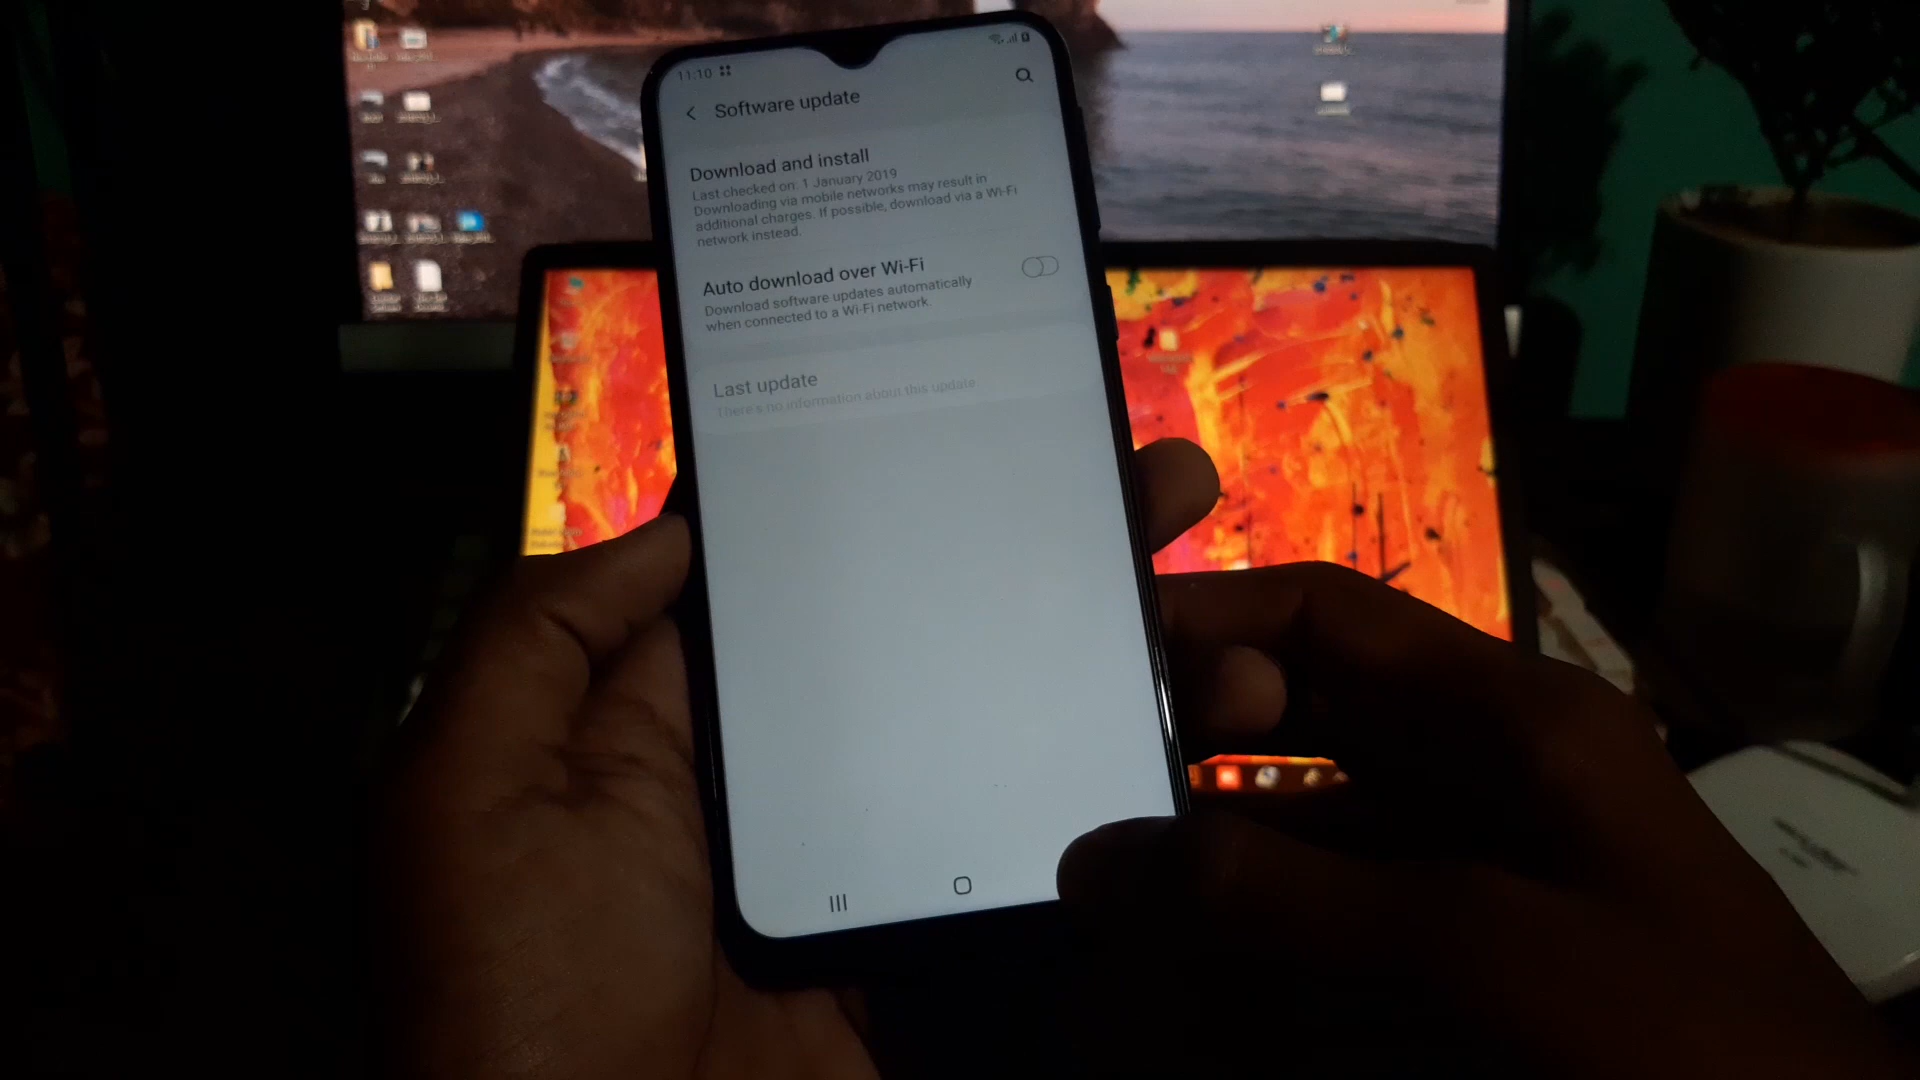 11:10
Software update
Download and install
Last checked on: 1 January 2019
Downloading via mobile networks may result in
additional charges. If possible, download via a Wi-Fi
network instead.
Auto download over Wi-Fi
Download software updates automatically
when connected to a Wi-Fi network.
Last update
There's no information about this update